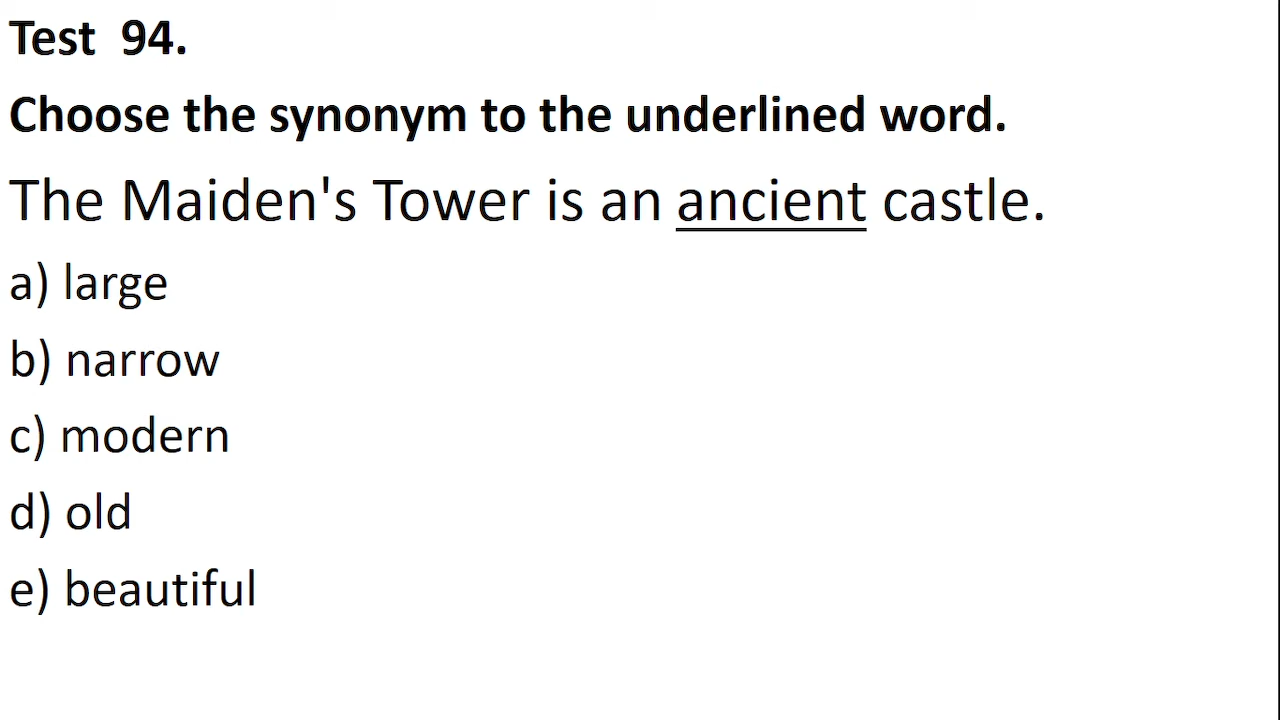 Test 94.
Choose the synonym to the underlined word.
The Maiden's Tower is an ancient castle.
a) large
b) narrow
c) modern
d) old
e) beautiful